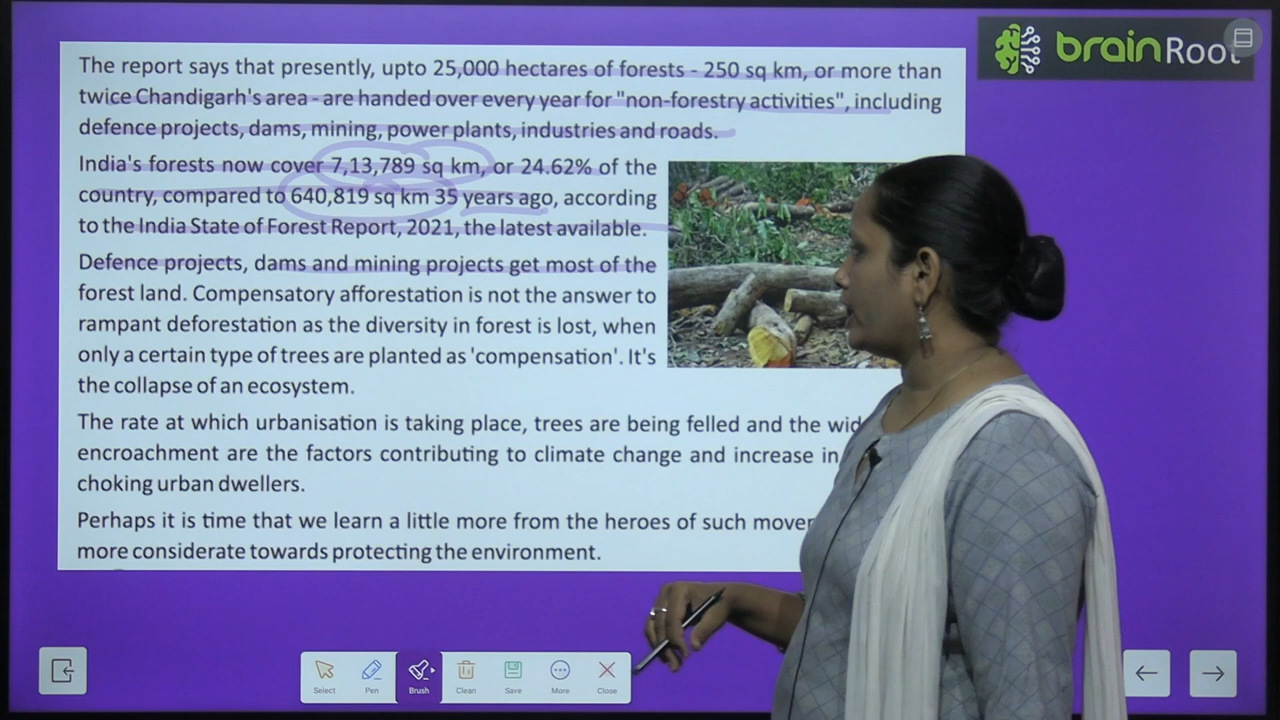 brainRoot
The report says that presently, upto 25,000 hectares of forests - 250 sq km, or more than
twice Chandigarh's area - are handed over every year for "non-forestry activities", including
defence projects, dams, mining, power plants, industries and roads.
India's forests now cover 7,13,789 sq km, or 24.62% of the
country, compared to 640,819 sq km 35 years ago, according
to the India State of Forest Report, 2021, the latest available.
Defence projects, dams and mining projects get most of the
forest land. Compensatory afforestation is not the answer to
rampant deforestation as the diversity in forest is lost, when
only a certain type of trees are planted as 'compensation'. It's
the collapse of an ecosystem.
The rate at which urbanisation is taking place, trees are being felled and the
encroachment are the factors contributing to climate change and increase in
choking urban dwellers.
Perhaps it is time that we learn a little more from the heroes of such
more considerate towards protecting the environment.
Select Pen Brush Clean Save More Close